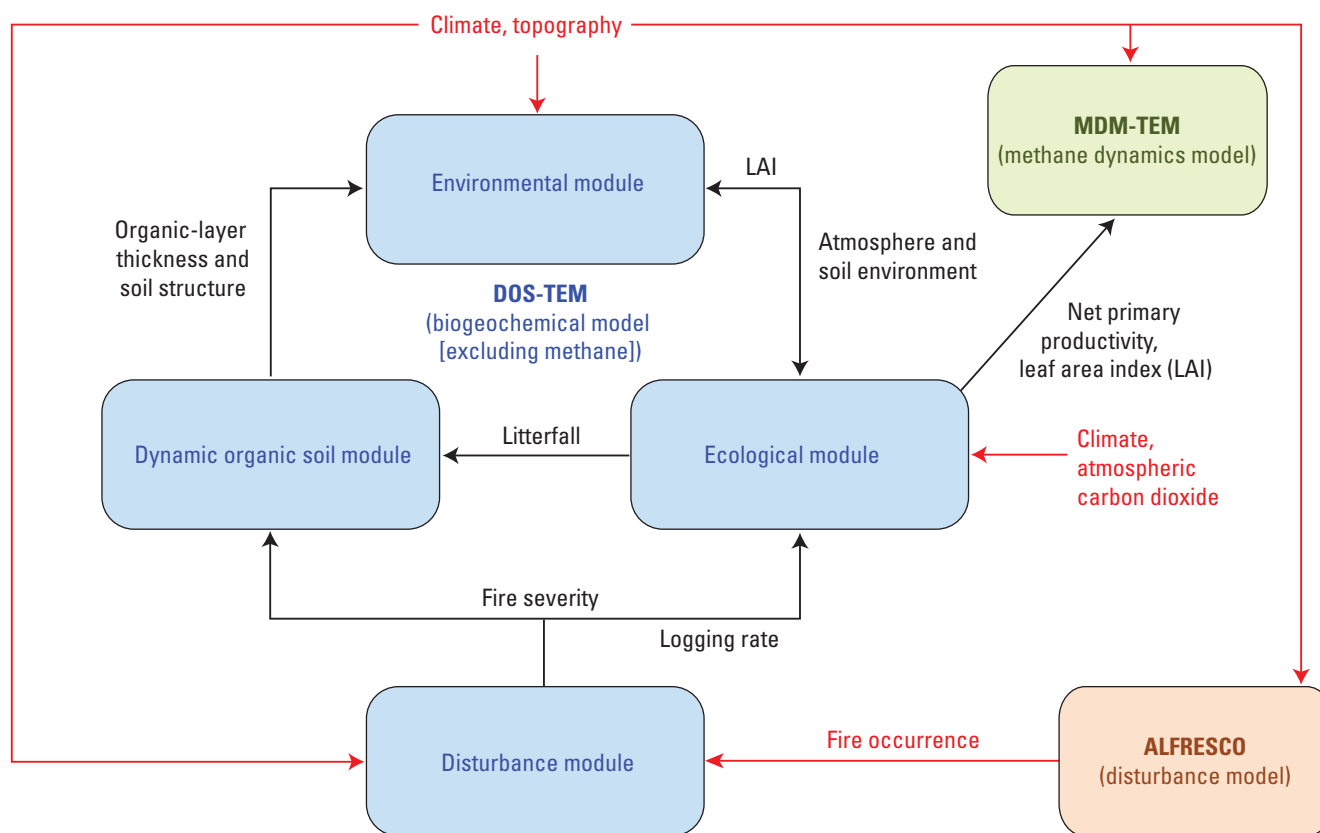 Climate, topography
MDM-TEM
(methane dynamics model)
Environmental module
LAI
Organic-layer
thickness and
soil structure
Atmosphere and
soil environment
DOS-TEM
(biogeochemical model
[excluding methane])
Net primary
productivity,
leaf area index (LAI)
Dynamic organic soil module
Litterfall
Ecological module
Climate,
atmospheric
carbon dioxide
Fire severity
Logging rate
Disturbance module
Fire occurrence
ALFRESCO
(disturbance model)